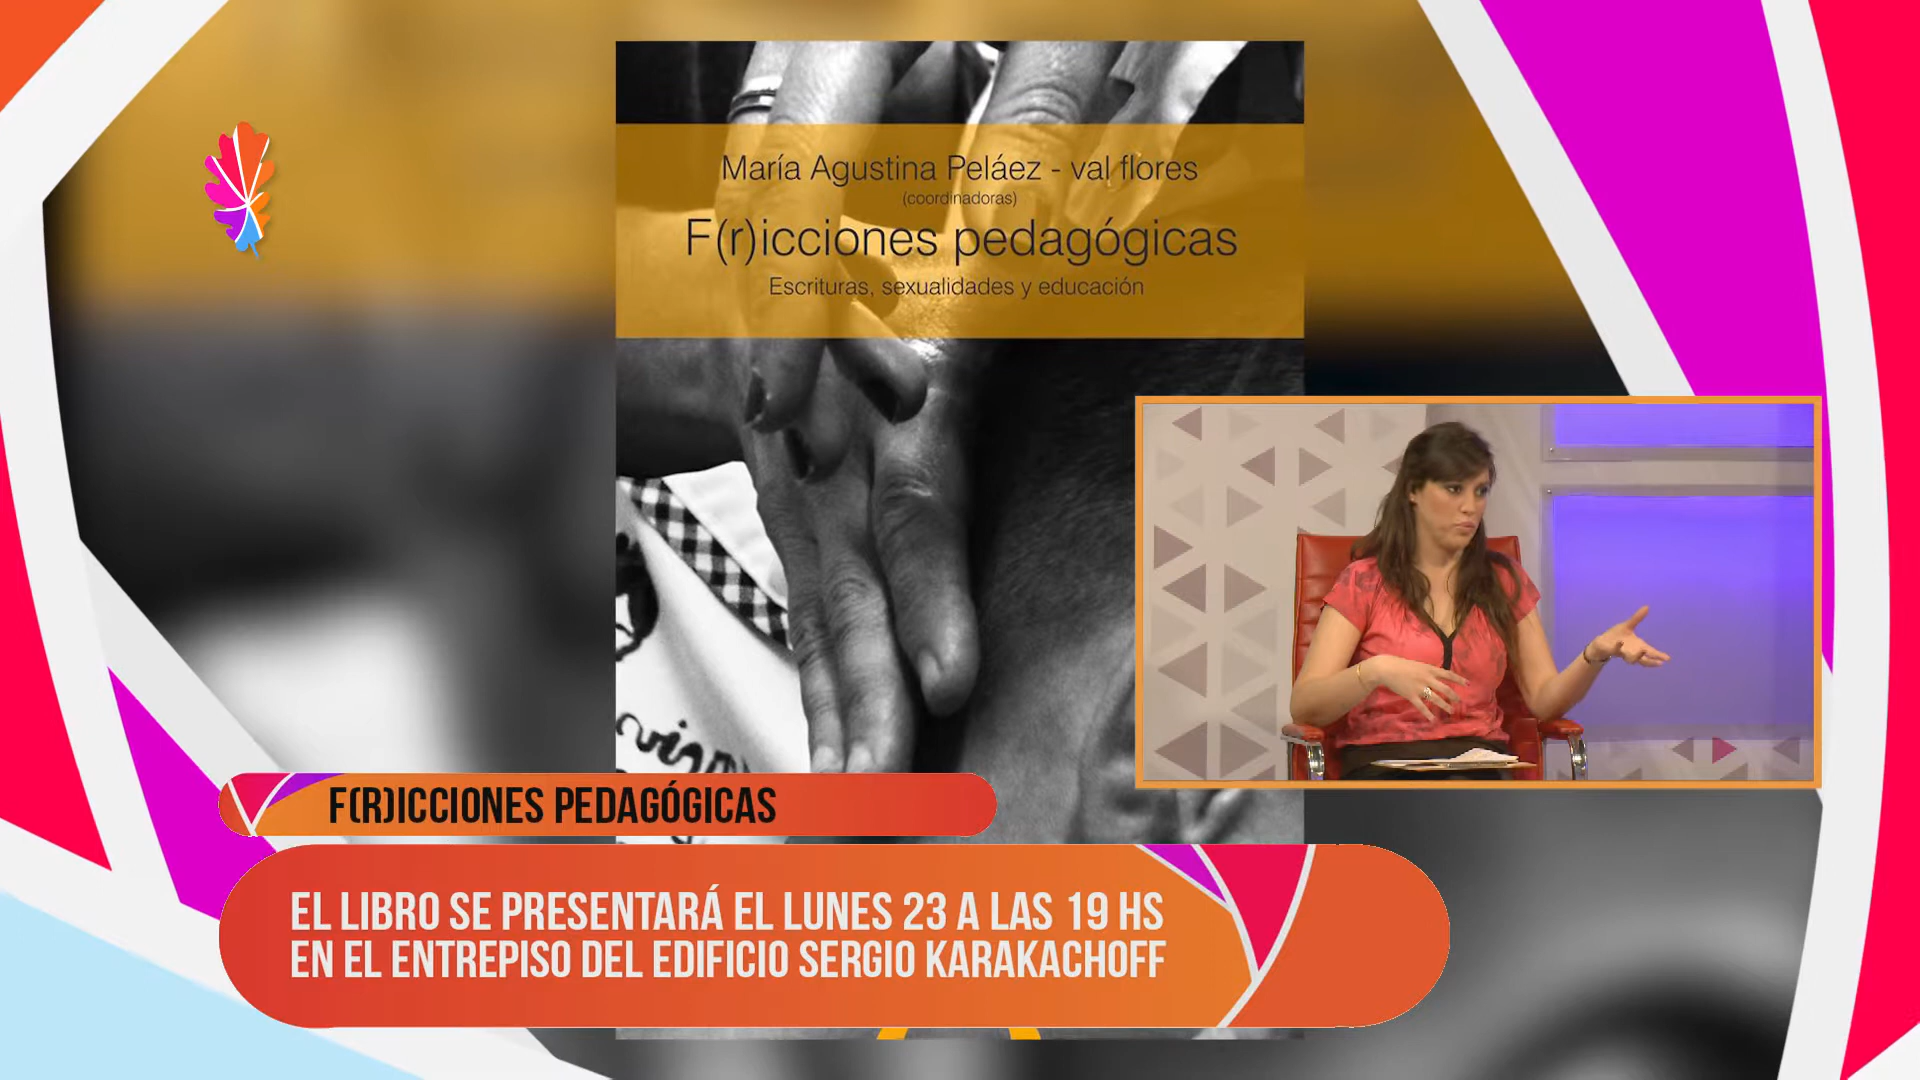 María Agustina Peláez - val flores
(coordinadoras)
F(r)icciones pedagógicas
Escrituras, sexualidades y educación
F(R)ICCIONES PEDAGÓGICAS
EL LIBRO SE PRESENTARÁ EL LUNES 23 A LAS 19 HS
EN EL ENTREPISO DEL EDIFICIO SERGIO KARAKACHOFF